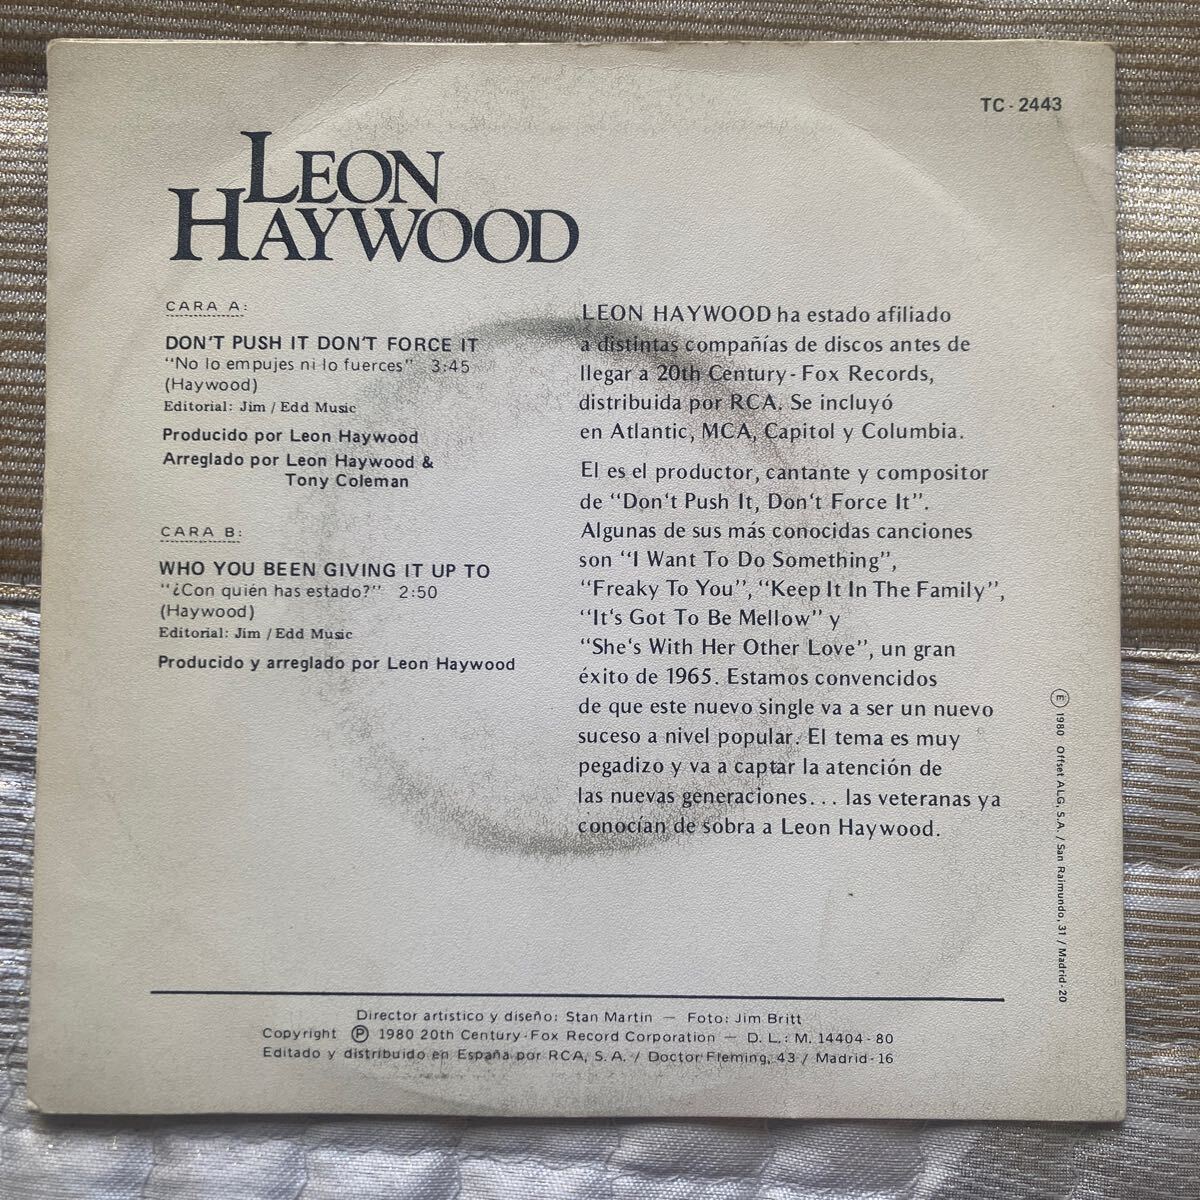 TC - 2443
LEON
HAYWOOD
CARA A:
DON'T PUSH IT DON'T FORCE IT
"No lo empujes ni lo fuerces" 3:45
(Haywood)
Editorial: Jim / Edd Music
Producido por Leon Haywood
Arreglado por Leon Haywood &
Tony Coleman
CARA B:
WHO YOU BEEN GIVING IT UP TO
"¿Con quién has estado?" 2:50
(Haywood)
Editorial: Jim / Edd Music
Producido y arreglado por Leon Haywood
LEON HAYWOOD ha estado afiliado
a distintas compañías de discos antes de
llegar a 20th Century - Fox Records,
distribuida por RCA. Se incluyó
en Atlantic, MCA, Capitol y Columbia.
El es el productor, cantante y compositor
de "Don't Push It, Don't Force It".
Algunas de sus más conocidas canciones
son "I Want To Do Something",
"Freaky To You", "Keep It In The Family",
"It's Got To Be Mellow" y
"She's With Her Other Love", un gran
éxito de 1965. Estamos convencidos
de que este nuevo single va a ser un nuevo
suceso a nivel popular. El tema es muy
pegadizo y va a captar la atención de
las nuevas generaciones... las veteranas ya
conocían de sobra a Leon Haywood.
Ⓔ 1980 Offset ALG, S.A. / San Raimundo, 31 / Madrid-20
Director artístico y diseño: Stan Martin — Foto: Jim Britt
Copyright Ⓟ 1980 20th Century - Fox Record Corporation — D. L.: M. 14404 - 80
Editado y distribuido en España por RCA, S. A. / Doctor Fleming, 43 / Madrid - 16